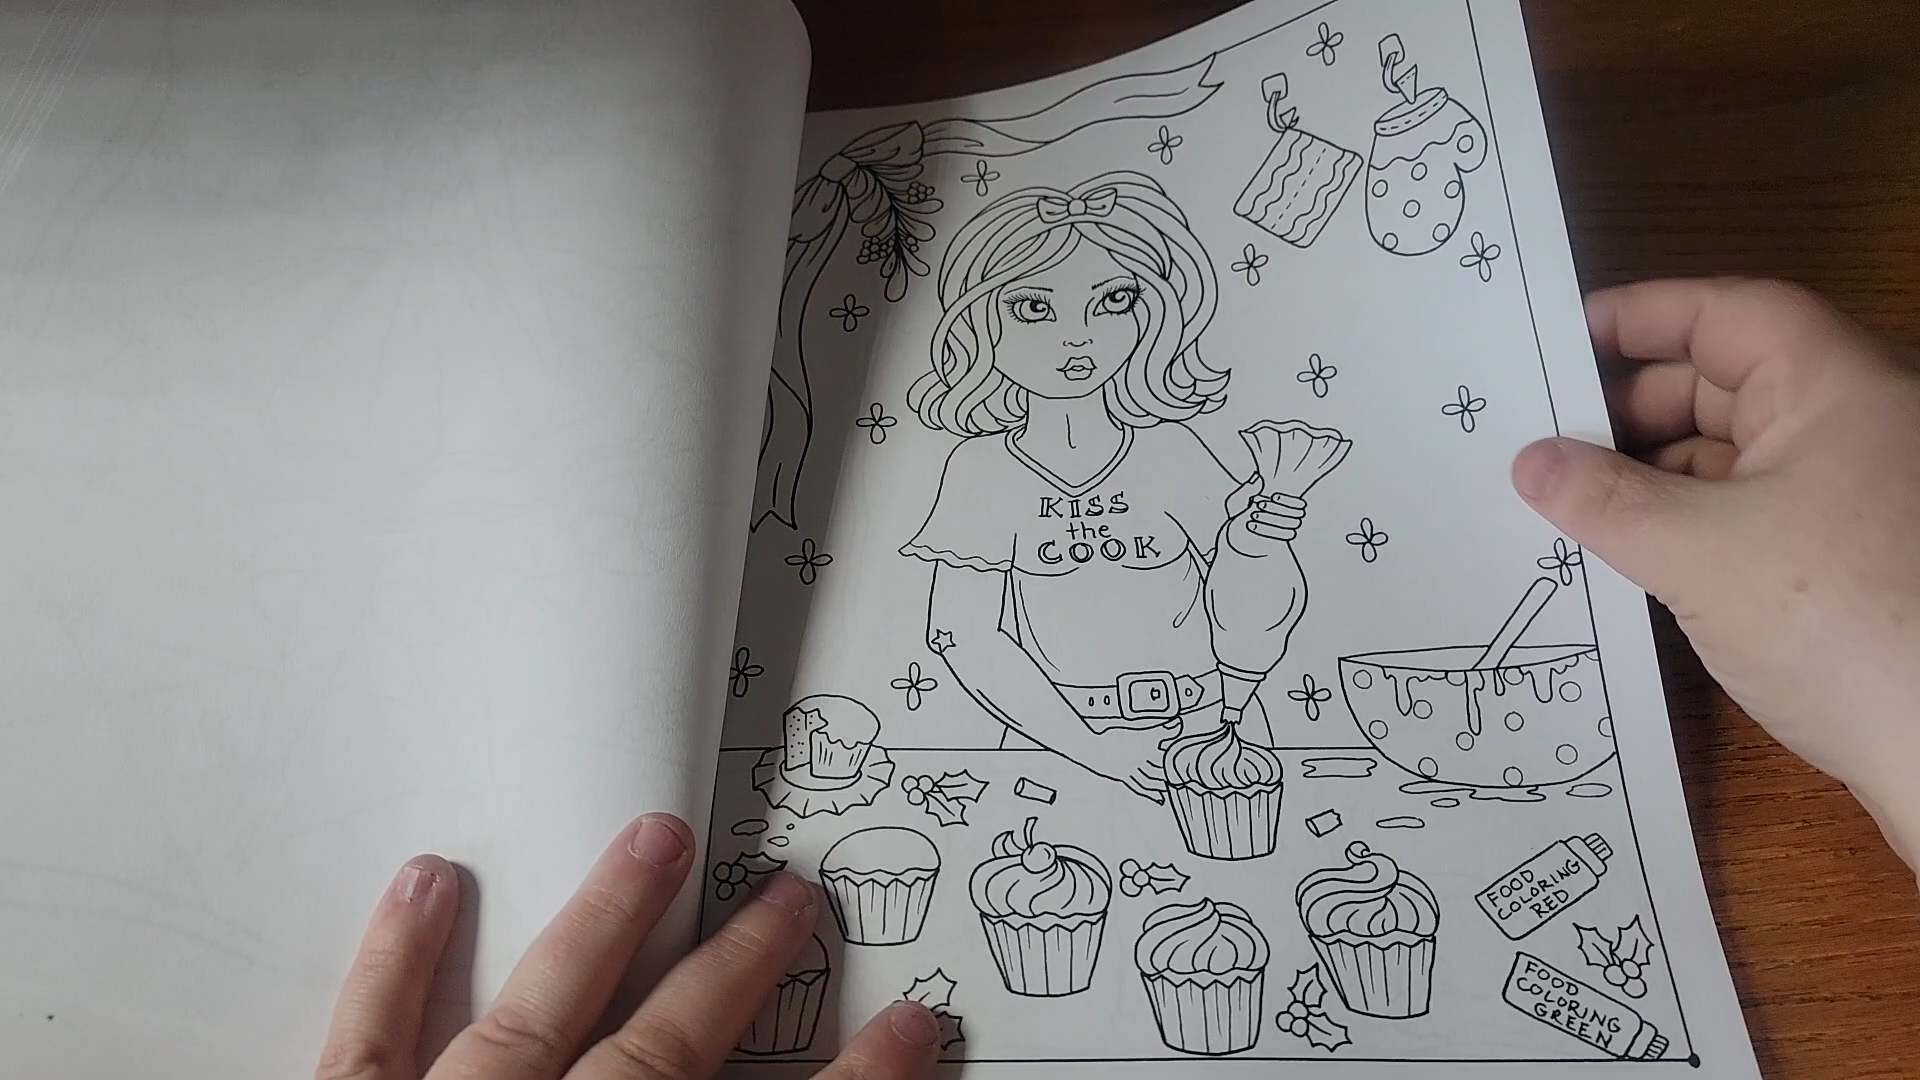 KISS
the
COOK
FOOD
COLORING
RED
FOOD
COLORING
GREEN